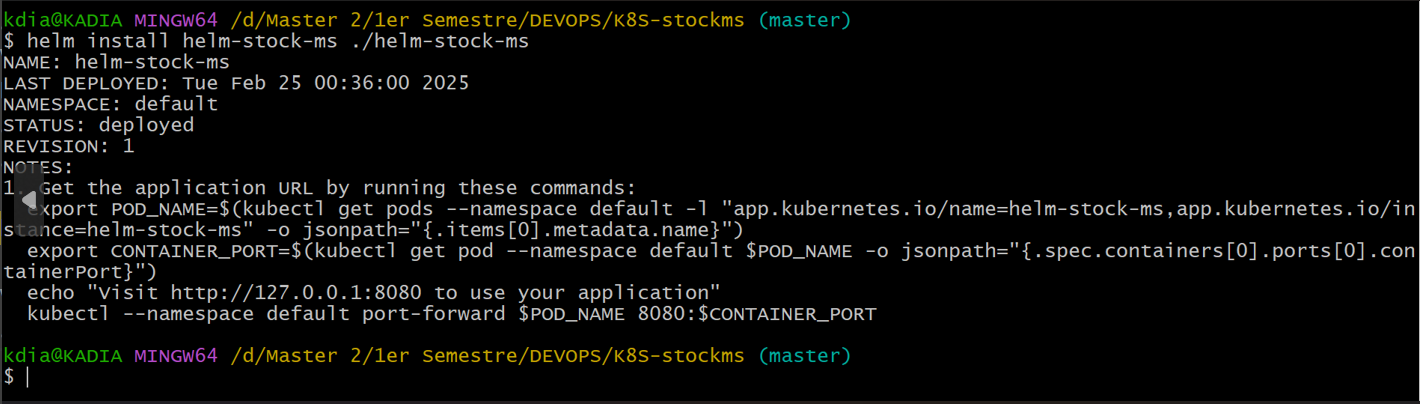 kdia@KADIA MINGW64 /d/Master 2/1er Semestre/DEVOPS/K8S-stockms (master)
$ helm install helm-stock-ms ./helm-stock-ms
NAME: helm-stock-ms
LAST DEPLOYED: Tue Feb 25 00:36:00 2025
NAMESPACE: default
STATUS: deployed
REVISION: 1
NOTES:
1. Get the application URL by running these commands:
  export POD_NAME=$(kubectl get pods --namespace default -l "app.kubernetes.io/name=helm-stock-ms,app.kubernetes.io/in
stance=helm-stock-ms" -o jsonpath="{.items[0].metadata.name}")
  export CONTAINER_PORT=$(kubectl get pod --namespace default $POD_NAME -o jsonpath="{.spec.containers[0].ports[0].con
tainerPort}")
  echo "Visit http://127.0.0.1:8080 to use your application"
  kubectl --namespace default port-forward $POD_NAME 8080:$CONTAINER_PORT
kdia@KADIA MINGW64 /d/Master 2/1er Semestre/DEVOPS/K8S-stockms (master)
$